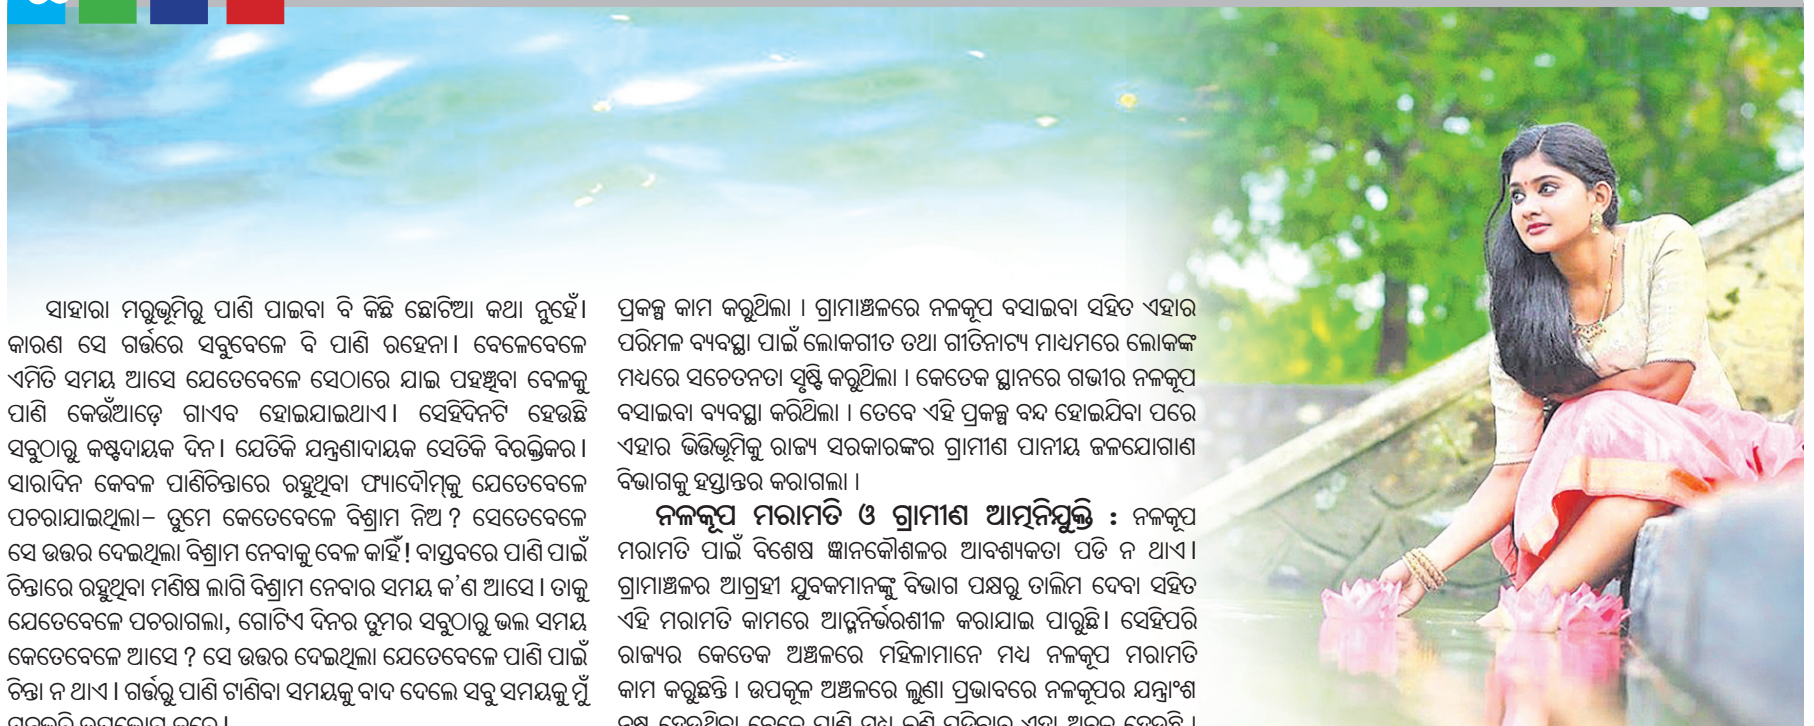 ସାହାରା ମରୁଭୂମିରୁ ପାଣି ପାଇବା ବି କିଛି ଛୋଟିଆ କଥା ନୁହେଁ।
କାରଣ ସେ ଗର୍ତ୍ତରେ ସବୁବେଳେ ବି ପାଣି ରହେନା। ବେଳେବେଳେ
ଏମିତି ସମୟ ଆସେ ଯେତେବେଳେ ସେଠାରେ ଯାଇ ପହଞ୍ଚିବା ବେଳକୁ
ପାଣି କେଉଁଆଡ଼େ ଗାଏବ ହୋଇଯାଇଥାଏ। ସେହିଦିନଟି ହେଉଛି
ସବୁଠାରୁ କଷ୍ଟଦାୟକ ଦିନ। ଯେତିକି ଯନ୍ତ୍ରଣାଦାୟକ ସେତିକି ବିରକ୍ତିକର।
ସାରାଦିନ କେବଳ ପାଣିଚିନ୍ତାରେ ରହୁଥିବା ଫ୍ୟାଦୌମ୍‌କୁ ଯେତେବେଳେ
ପଚରାଯାଇଥିଲା– ତୁମେ କେତେବେଳେ ବିଶ୍ରାମ ନିଅ ? ସେତେବେଳେ
ସେ ଉତ୍ତର ଦେଇଥିଲା ବିଶ୍ରାମ ନେବାକୁ ବେଳ କାହିଁ! ବାସ୍ତବରେ ପାଣି ପାଇଁ
ଚିନ୍ତାରେ ରହୁଥିବା ମଣିଷ ଲାଗି ବିଶ୍ରାମ ନେବାର ସମୟ କ'ଣ ଆସେ । ତାକୁ
ଯେତେବେଳେ ପଚରାଗଲା, ଗୋଟିଏ ଦିନର ତୁମର ସବୁଠାରୁ ଭଲ ସମୟ
କେତେବେଳେ ଆସେ ? ସେ ଉତ୍ତର ଦେଇଥିଲା ଯେତେବେଳେ ପାଣି ପାଇଁ
ଚିନ୍ତା ନ ଥାଏ । ଗର୍ତ୍ତରୁ ପାଣି ଟାଣିବା ସମୟକୁ ବାଦ ଦେଲେ ସବୁ ସମୟକୁ ମୁଁ
ପ୍ରକଳ୍ପ କାମ କରୁଥିଲା । ଗ୍ରାମାଞ୍ଚଳରେ ନଳକୂପ ବସାଇବା ସହିତ ଏହାର
ପରିମଳ ବ୍ୟବସ୍ଥା ପାଇଁ ଲୋକଗୀତ ତଥା ଗୀତିନାଟ୍ୟ ମାଧ୍ୟମରେ ଲୋକଙ୍କ
ମଧ୍ୟରେ ସଚେତନତା ସୃଷ୍ଟି କରୁଥିଲା । କେତେକ ସ୍ଥାନରେ ଗଭୀର ନଳକୂପ
ବସାଇବା ବ୍ୟବସ୍ଥା କରିଥିଲା । ତେବେ ଏହି ପ୍ରକଳ୍ପ ବନ୍ଦ ହୋଇଯିବା ପରେ
ଏହାର ଭିତ୍ତିଭୂମିକୁ ରାଜ୍ୟ ସରକାରଙ୍କର ଗ୍ରାମୀଣ ପାନୀୟ ଜଳଯୋଗାଣ
ବିଭାଗକୁ ହସ୍ତାନ୍ତର କରାଗଲା ।
ନଳକୂପ ମରାମତି ଓ ଗ୍ରାମୀଣ ଆତ୍ମନିଯୁକ୍ତି : ନଳକୂପ
ମରାମତି ପାଇଁ ବିଶେଷ ଜ୍ଞାନକୌଶଳର ଆବଶ୍ୟକତା ପଡି ନ ଥାଏ।
ଗ୍ରାମାଞ୍ଚଳର ଆଗ୍ରହୀ ଯୁବକମାନଙ୍କୁ ବିଭାଗ ପକ୍ଷରୁ ତାଲିମ ଦେବା ସହିତ
ଏହି ମରାମତି କାମରେ ଆତ୍ମନିର୍ଭରଶୀଳ କରାଯାଇ ପାରୁଛି। ସେହିପରି
ରାଜ୍ୟର କେତେକ ଅଞ୍ଚଳରେ ମହିଳାମାନେ ମଧ୍ୟ ନଳକୂପ ମରାମତି
କାମ କରୁଛନ୍ତି । ଉପକୂଳ ଅଞ୍ଚଳରେ ଲୁଣା ପ୍ରଭାବରେ ନଳକୂପର ଯନ୍ତ୍ରାଂଶ